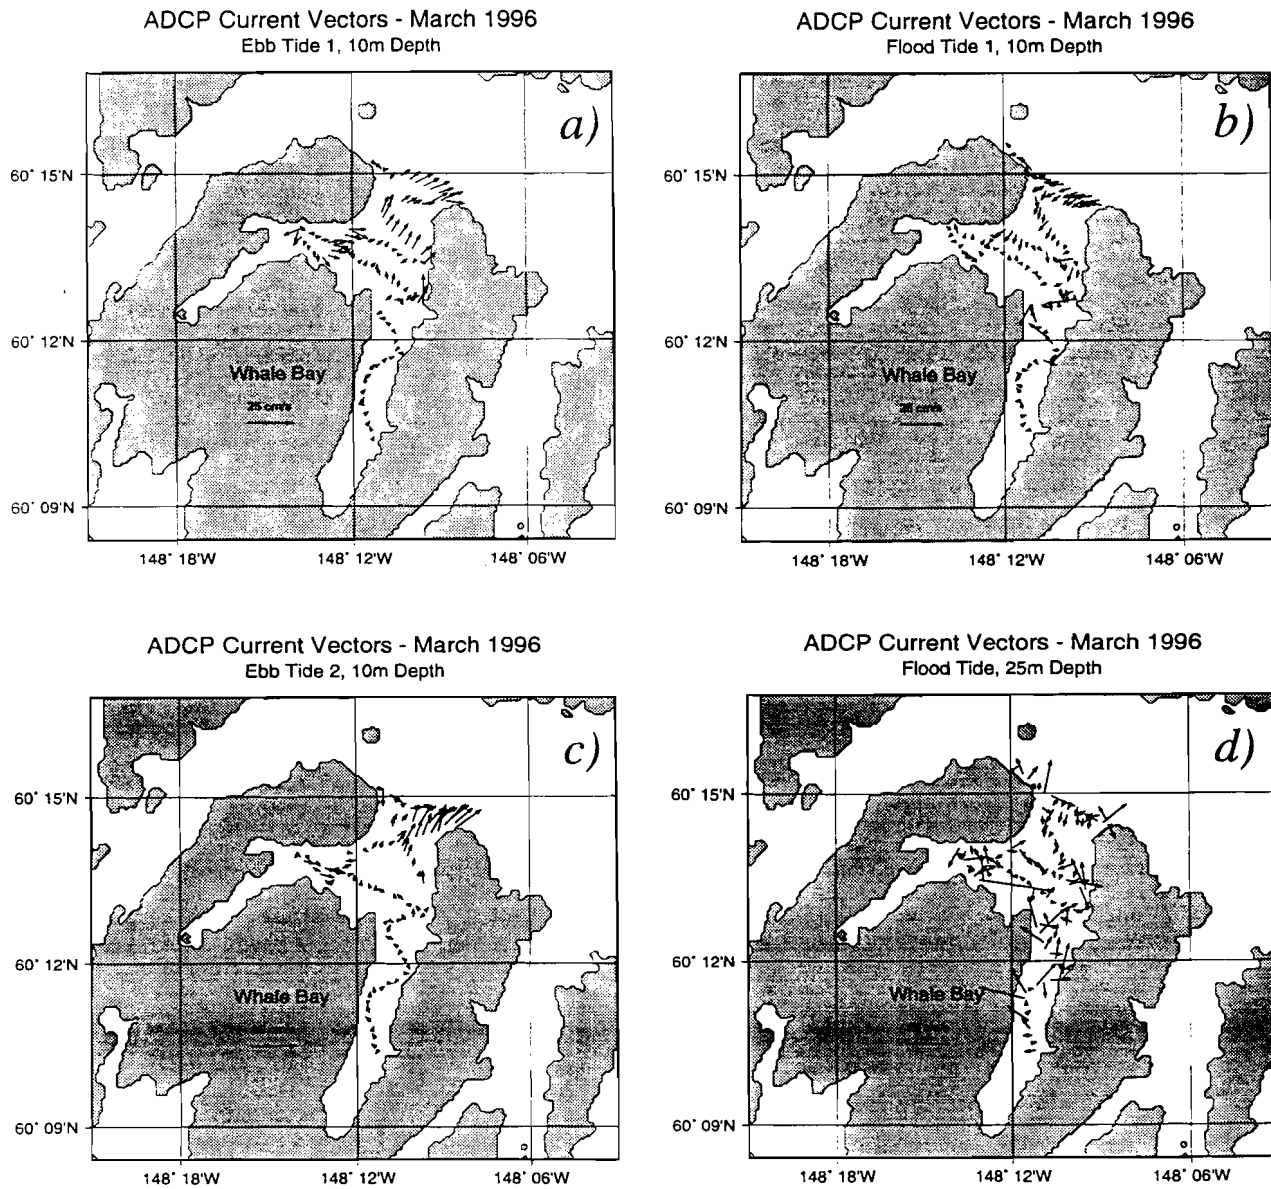 ADCP Current Vectors - March 1996
Ebb Tide 1, 10m Depth
a)
60° 15'N
60° 12'N
60° 09'N
Whale Bay
25 cm/s
148° 18'W
148° 12'W
148° 06'W
ADCP Current Vectors - March 1996
Flood Tide 1, 10m Depth
b)
60° 15'N
60° 12'N
60° 09'N
Whale Bay
25 cm/s
148° 18'W
148° 12'W
148° 06'W
ADCP Current Vectors - March 1996
Ebb Tide 2, 10m Depth
c)
60° 15'N
60° 12'N
60° 09'N
Whale Bay
148° 18'W
148° 12'W
148° 06'W
ADCP Current Vectors - March 1996
Flood Tide, 25m Depth
d)
60° 15'N
60° 12'N
60° 09'N
Whale Bay
148° 18'W
148° 12'W
148° 06'W